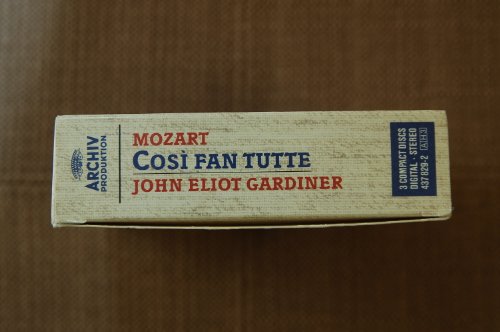 ARCHIV
PRODUKTION
MOZART
COSÌ FAN TUTTE
JOHN ELIOT GARDINER
3 COMPACT DISCS
DIGITAL · STEREO
437 829-2